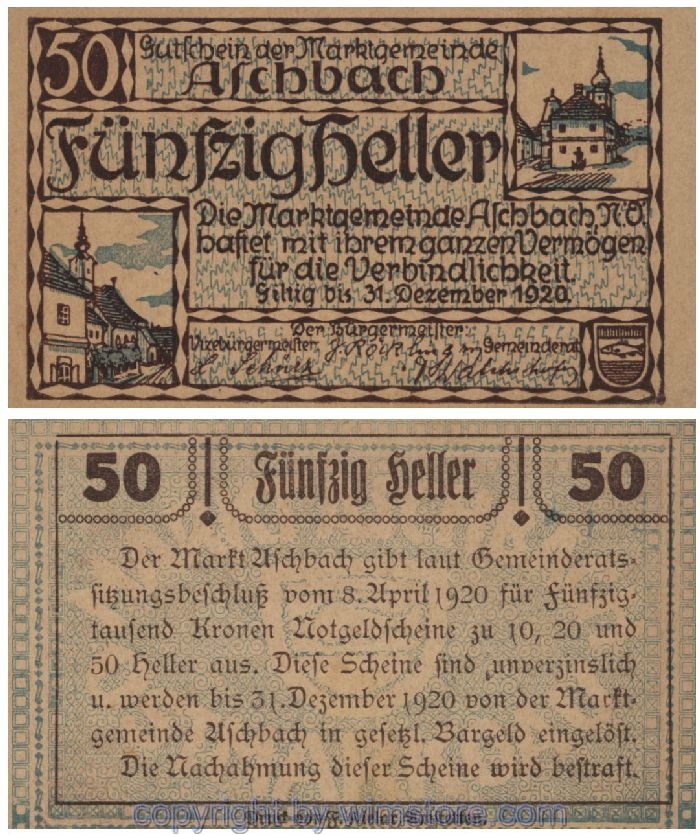 50
Gutschein der Marktgemeinde
Aschbach
Fünfzig Heller
Die Marktgemeinde Aschbach N.Ö.
haftet mit ihrem ganzen Vermögen
für die Verbindlichkeit.
Giltig bis 31. Dezember 1920.
Der Bürgermeister:
Vizebürgermeister
Gemeinderat
50
Fünfzig Heller
50
Der Markt Aschbach gibt laut Gemeinderats-
sitzungsbeschluß vom 8. April 1920 für Fünfzig-
tausend Kronen Notgeldscheine zu 10, 20 und
50 Heller aus. Diese Scheine sind unverzinslich
u. werden bis 31. Dezember 1920 von der Markt-
gemeinde Aschbach in gesetzl. Bargeld eingelöst.
Die Nachahmung dieser Scheine wird bestraft.
Druck von F.
copyright by wimstore.com